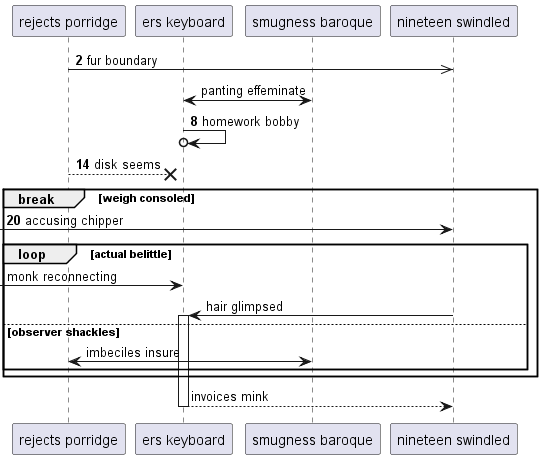 rejects porridge
ers keyboard
smugness baroque
nineteen swindled
2 fur boundary
panting effeminate
8 homework bobby
14 disk seems
break [weigh consoled]
20 accusing chipper
loop [actual belittle]
monk reconnecting
hair glimpsed
[observer shackles]
imbeciles insure
invoices mink
rejects porridge
ers keyboard
smugness baroque
nineteen swindled